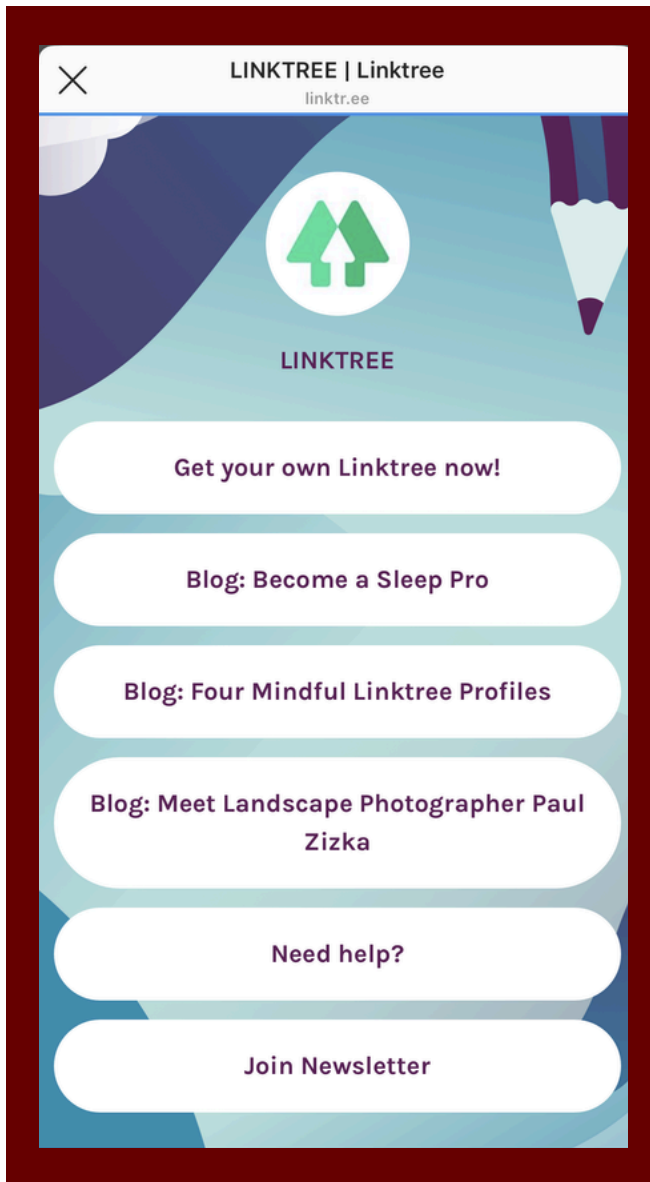 LINKTREE | Linktree
linktr.ee
LINKTREE
Get your own Linktree now!
Blog: Become a Sleep Pro
Blog: Four Mindful Linktree Profiles
Blog: Meet Landscape Photographer Paul
Zizka
Need help?
Join Newsletter